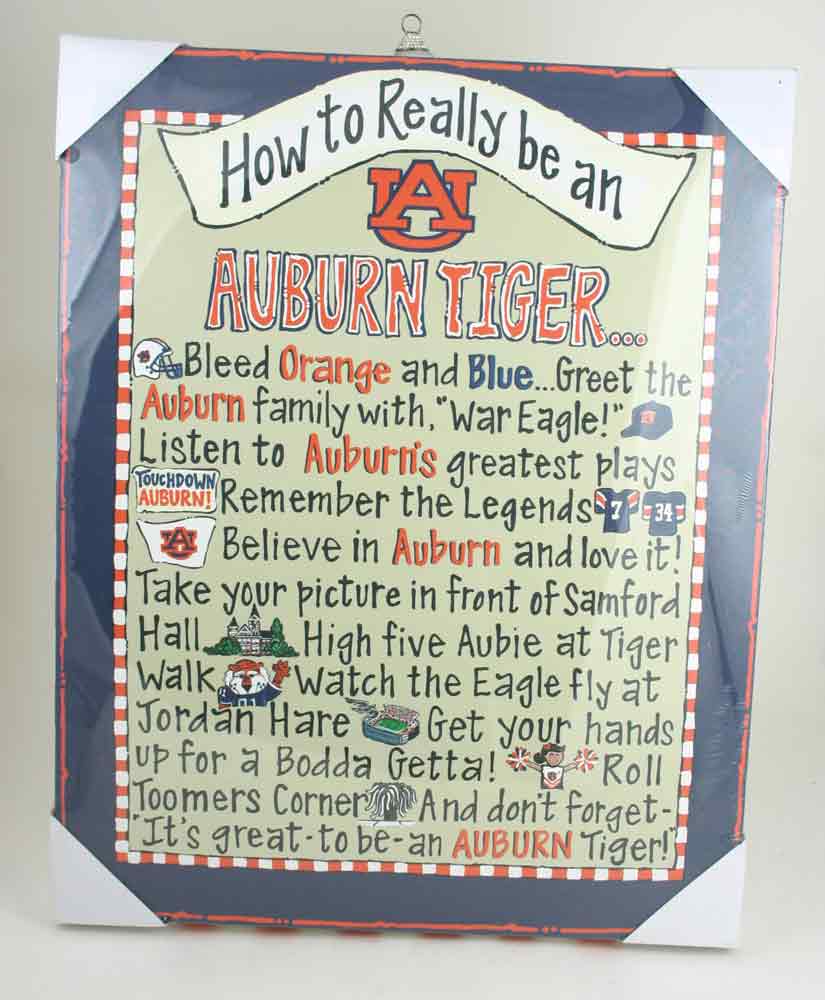 How to Really be an
AU
AUBURN TIGER...
Bleed Orange and Blue...Greet the
Auburn family with, "War Eagle!"
Listen to Auburn's greatest plays
TOUCHDOWN
AUBURN!
Remember the Legends 7 34
AU Believe in Auburn and love it!
Take your picture in front of Samford
Hall High five Aubie at Tiger
Walk Watch the Eagle fly at
Jordan Hare Get your hands
up for a Bodda Getta! Roll
Toomers Corner And don't forget-
"It's great-to be-an AUBURN Tiger!"